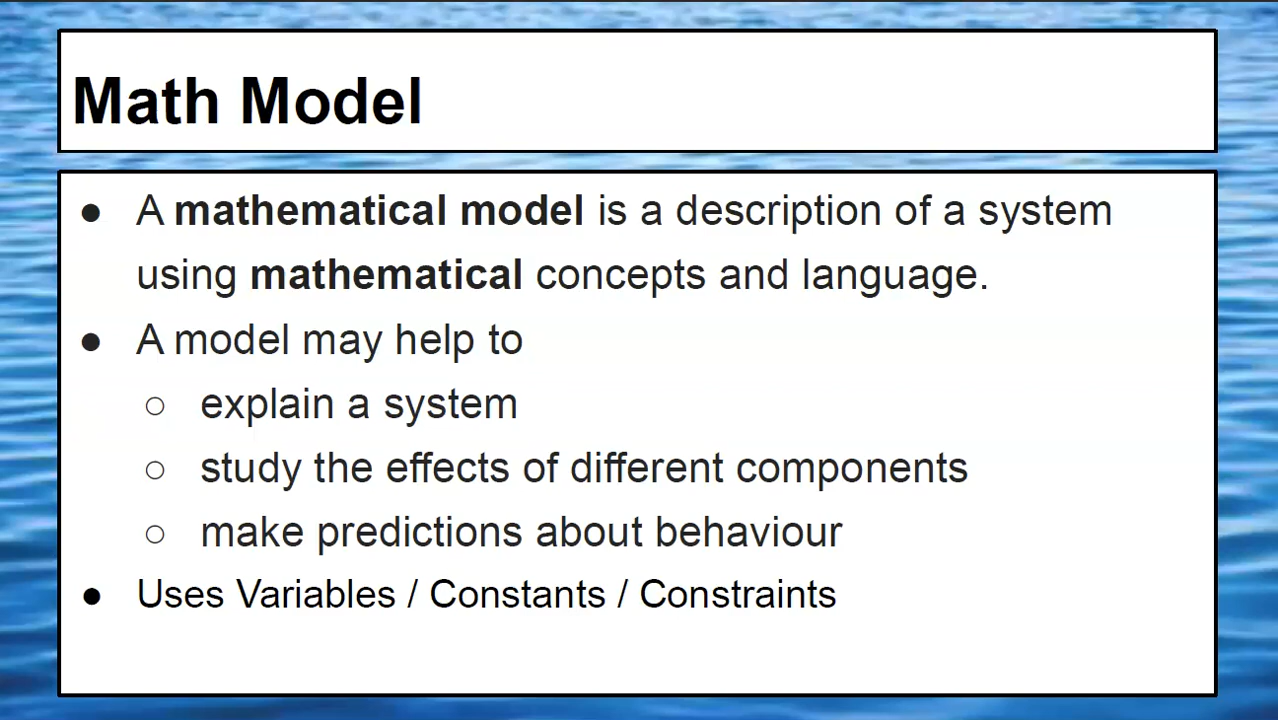 Math Model
● A mathematical model is a description of a system
using mathematical concepts and language.
● A model may help to
○ explain a system
○ study the effects of different components
○ make predictions about behaviour
● Uses Variables / Constants / Constraints